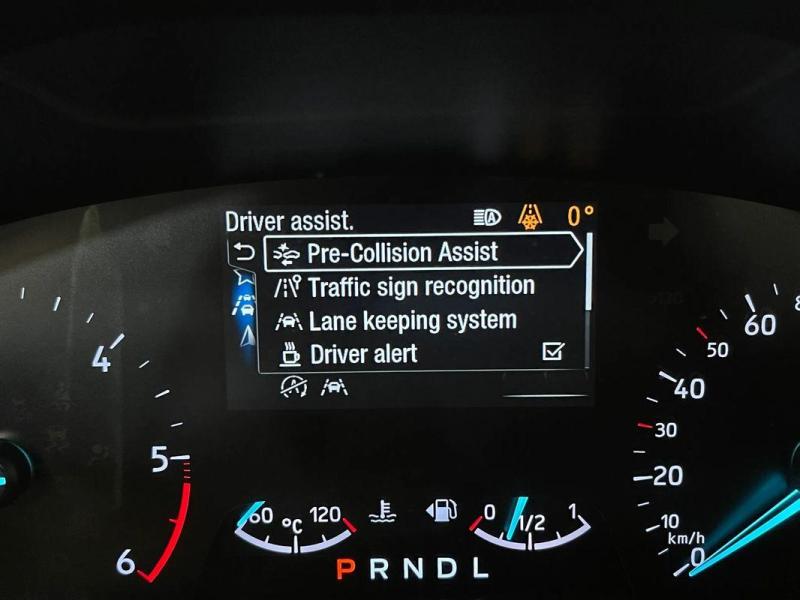 Driver assist.
A
0°
Pre-Collision Assist
Traffic sign recognition
Lane keeping system
Driver alert
A
4
5
6
60 °C 120
0 1/2 1
P R N D L
60
50
40
30
20
10
km/h
0